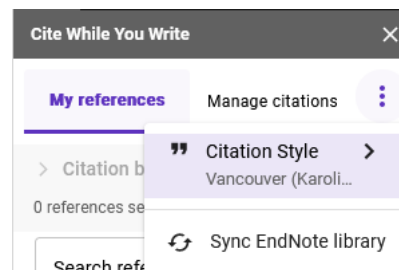 Cite While You Write
My references Manage citations
Citation Style
Citation b
Vancouver (Karoli...
0 references se
Sync EndNote library
Search refe